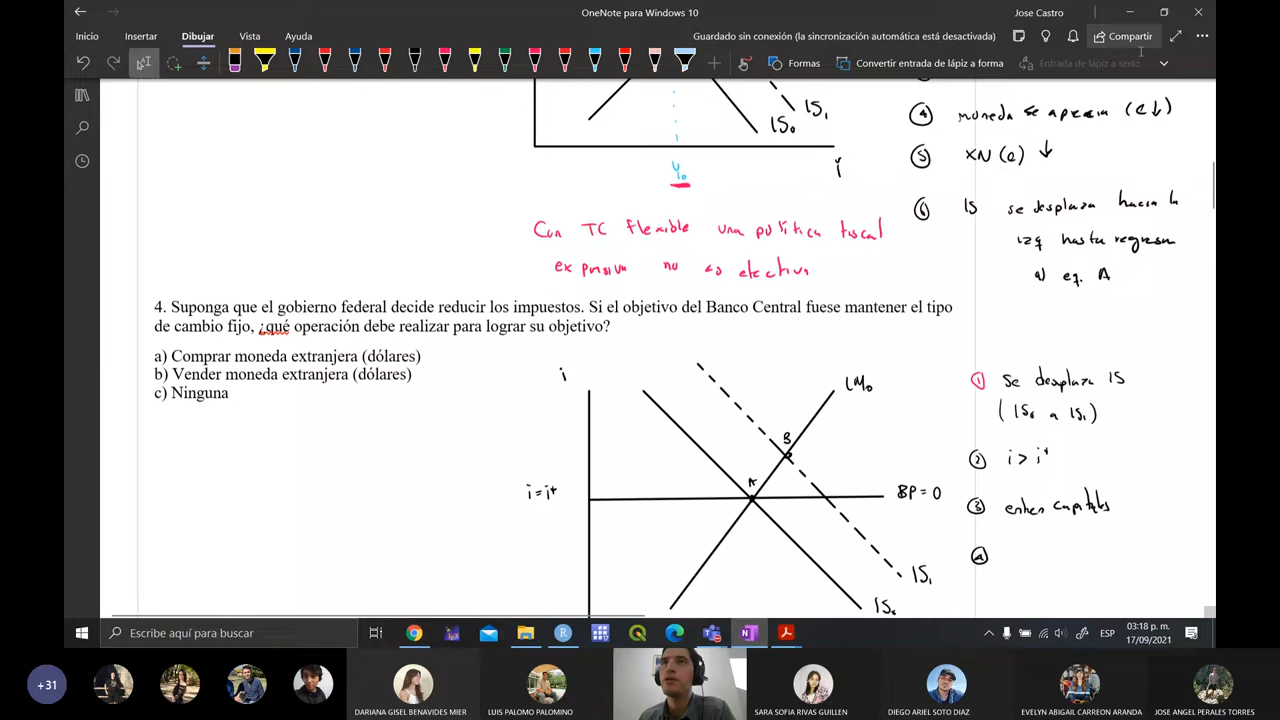 OneNote para Windows 10
Jose Castro
Inicio
Insertar
Dibujar
Vista
Ayuda
Guardado sin conexión (la sincronización automática está desactivada)
Compartir
Formas
Convertir entrada de lápiz a forma
Entrada de lápiz a texto
IS₁
IS₀
Y₀
Ý
④ moneda se aprecia (e↓)
⑤ XN (e) ↓
⑥ IS se desplaza hacia la
izq hasta regresar
al eq. A
Con TC flexible una política fiscal
expansiva no es efectiva
4. Suponga que el gobierno federal decide reducir los impuestos. Si el objetivo del Banco Central fuese mantener el tipo
de cambio fijo, ¿qué operación debe realizar para lograr su objetivo?
a) Comprar moneda extranjera (dólares)
b) Vender moneda extranjera (dólares)
c) Ninguna
i
LM₀
B
A
i=i*
BP=0
IS₁
IS₀
① Se desplaza IS
(IS₀ a IS₁)
② i > i*
③ entran capitales
④
Escribe aquí para buscar
ESP
03:18 p. m.
17/09/2021
+31
DARIANA GISEL BENAVIDES MIER
LUIS PALOMO PALOMINO
SARA SOFIA RIVAS GUILLEN
DIEGO ARIEL SOTO DIAZ
EVELYN ABIGAIL CARREON ARANDA
JOSE ANGEL PERALES TORRES